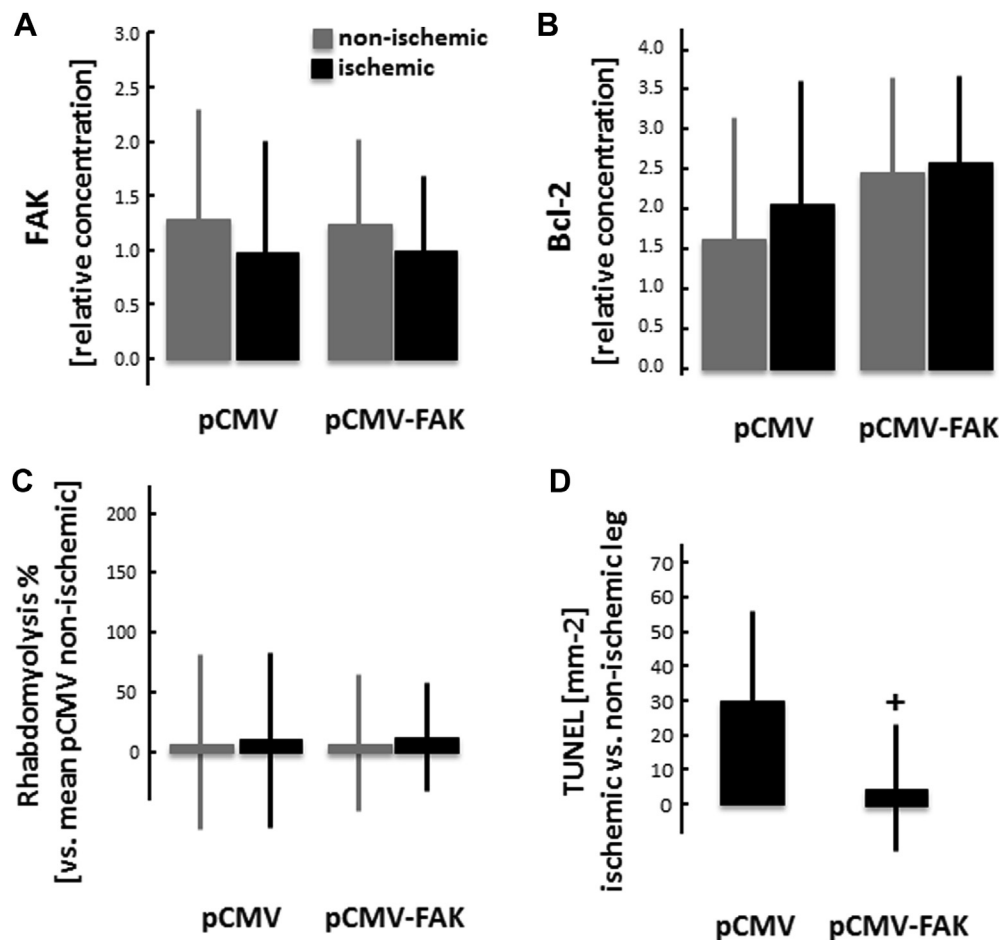 A
FAK
[relative concentration]
3.0
2.5
2.0
1.5
1.0
0.5
0.0
non-ischemic
ischemic
pCMV
pCMV-FAK
B
Bcl-2
[relative concentration]
4.0
3.5
3.0
2.5
2.0
1.5
1.0
0.5
0.0
pCMV
pCMV-FAK
C
Rhabdomyolysis %
[vs. mean pCMV non-ischemic]
200
150
100
50
0
pCMV
pCMV-FAK
D
TUNEL [mm-2]
ischemic vs. non-ischemic leg
70
60
50
40
30
20
10
0
+
pCMV
pCMV-FAK